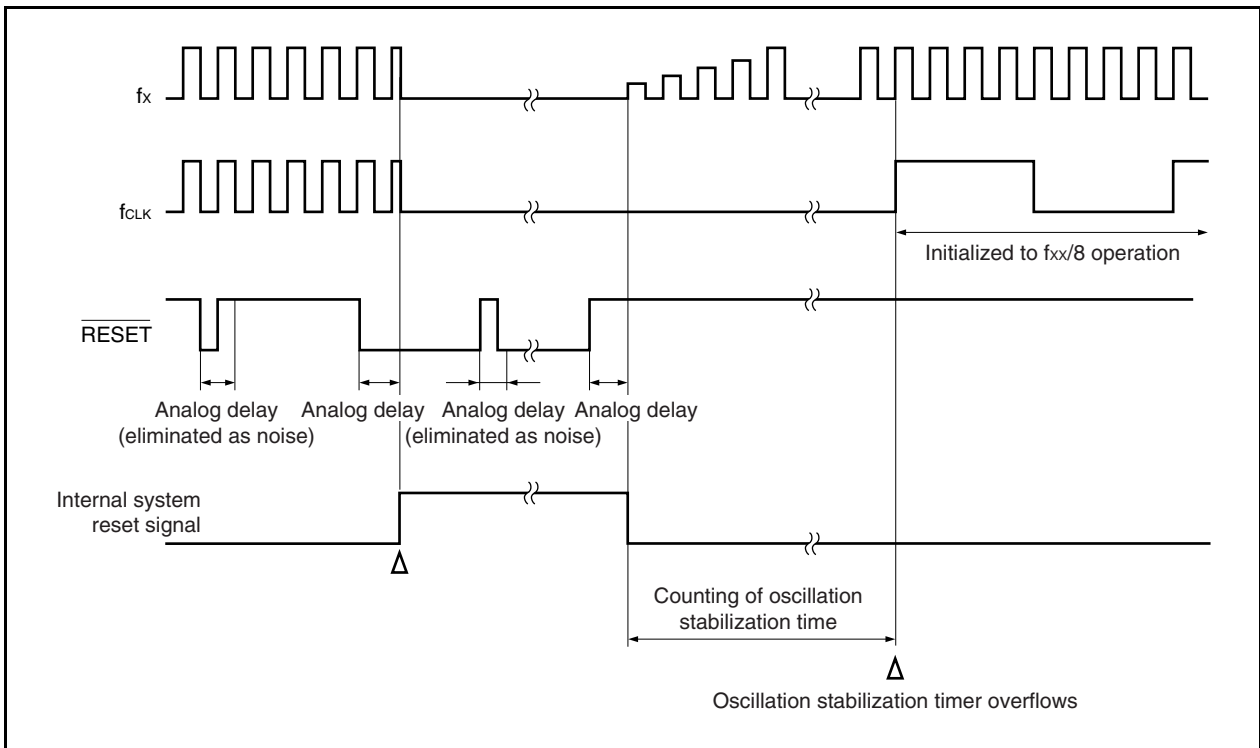 fX
fCLK
Initialized to fXX/8 operation
RESET
Analog delay
(eliminated as noise)
Analog delay
Analog delay
(eliminated as noise)
Analog delay
Internal system
reset signal
Counting of oscillation
stabilization time
Oscillation stabilization timer overflows